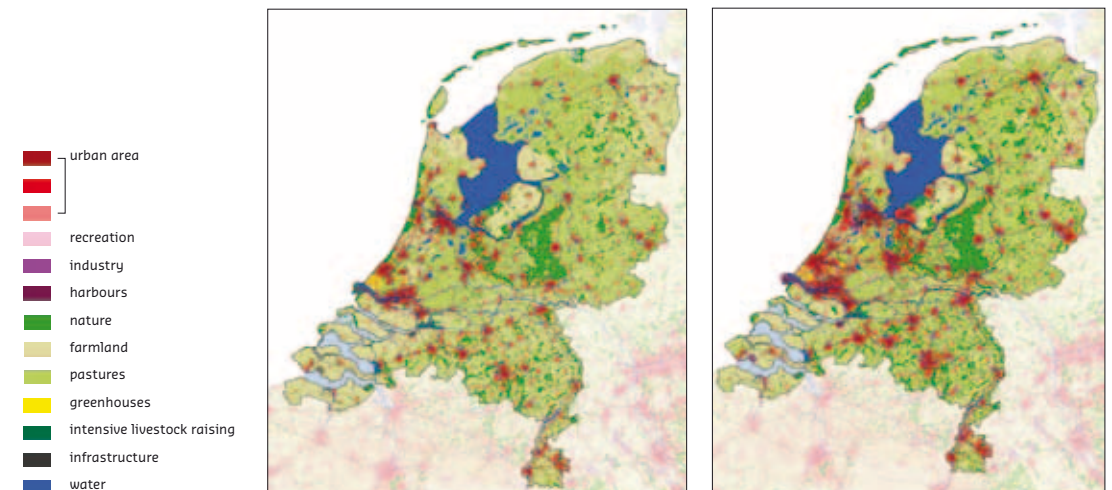 urban area
recreation
industry
harbours
nature
farmland
pastures
greenhouses
intensive livestock raising
infrastructure
water